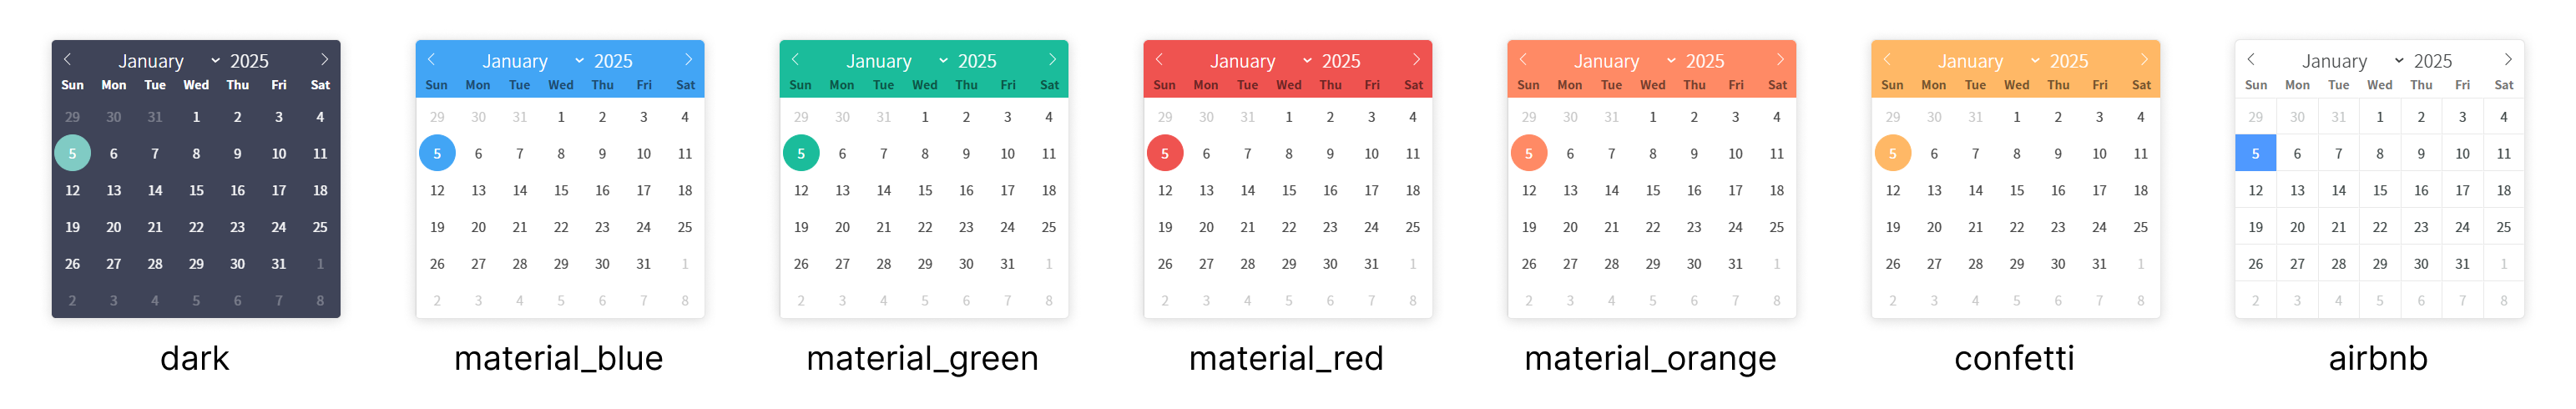 January 2025
Sun Mon Tue Wed Thu Fri Sat
29 30 31 1 2 3 4
5 6 7 8 9 10 11
12 13 14 15 16 17 18
19 20 21 22 23 24 25
26 27 28 29 30 31 1
2 3 4 5 6 7 8
dark
January 2025
Sun Mon Tue Wed Thu Fri Sat
29 30 31 1 2 3 4
5 6 7 8 9 10 11
12 13 14 15 16 17 18
19 20 21 22 23 24 25
26 27 28 29 30 31 1
2 3 4 5 6 7 8
material_blue
January 2025
Sun Mon Tue Wed Thu Fri Sat
29 30 31 1 2 3 4
5 6 7 8 9 10 11
12 13 14 15 16 17 18
19 20 21 22 23 24 25
26 27 28 29 30 31 1
2 3 4 5 6 7 8
material_green
January 2025
Sun Mon Tue Wed Thu Fri Sat
29 30 31 1 2 3 4
5 6 7 8 9 10 11
12 13 14 15 16 17 18
19 20 21 22 23 24 25
26 27 28 29 30 31 1
2 3 4 5 6 7 8
material_red
January 2025
Sun Mon Tue Wed Thu Fri Sat
29 30 31 1 2 3 4
5 6 7 8 9 10 11
12 13 14 15 16 17 18
19 20 21 22 23 24 25
26 27 28 29 30 31 1
2 3 4 5 6 7 8
material_orange
January 2025
Sun Mon Tue Wed Thu Fri Sat
29 30 31 1 2 3 4
5 6 7 8 9 10 11
12 13 14 15 16 17 18
19 20 21 22 23 24 25
26 27 28 29 30 31 1
2 3 4 5 6 7 8
confetti
January 2025
Sun Mon Tue Wed Thu Fri Sat
29 30 31 1 2 3 4
5 6 7 8 9 10 11
12 13 14 15 16 17 18
19 20 21 22 23 24 25
26 27 28 29 30 31 1
2 3 4 5 6 7 8
airbnb